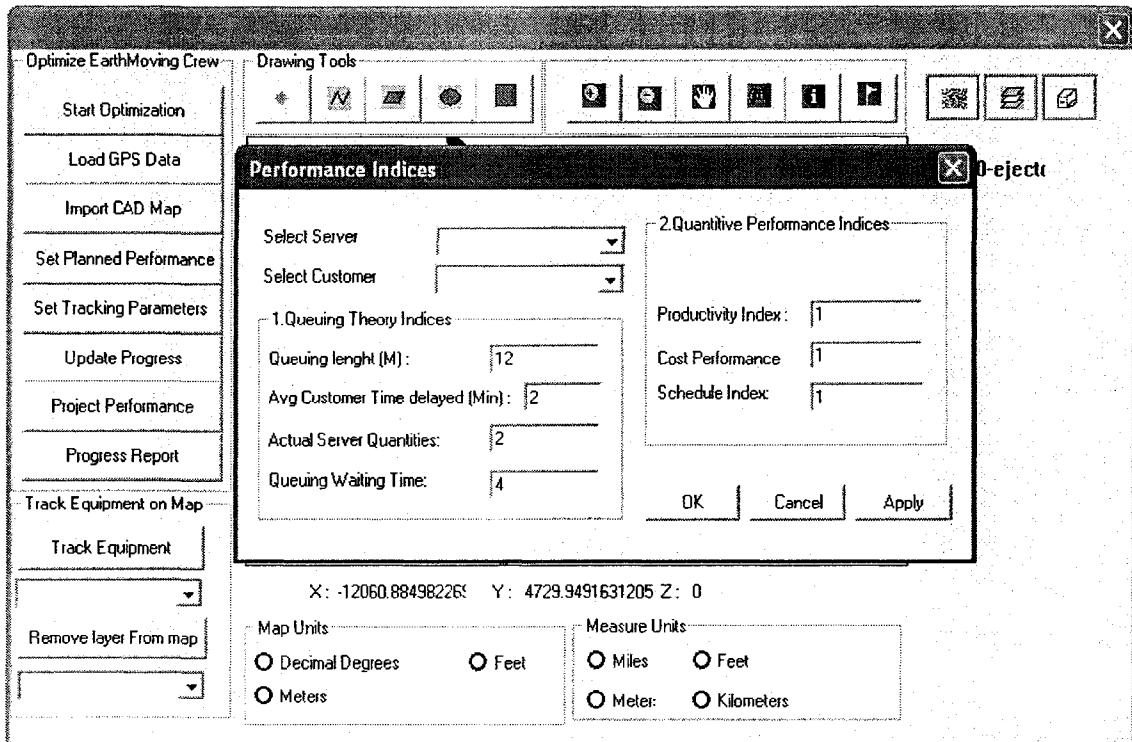 Optimize EarthMoving Crew
Start Optimization
Load GPS Data
Import CAD Map
Set Planned Performance
Set Tracking Parameters
Update Progress
Project Performance
Progress Report
Track Equipment on Map
Track Equipment
Remove layer From map
Drawing Tools
0-ejecto
Performance Indices
Select Server
Select Customer
1.Queuing Theory Indices
Queuing lenght (M) : 12
Avg Customer Time delayed (Min) : 2
Actual Server Quantities: 2
Queuing Waiting Time: 4
2.Quantitive Performance Indices
Productivity Index : 1
Cost Performance 1
Schedule Index: 1
OK Cancel Apply
X : -12060.884982265 Y : 4729.9491631205 Z : 0
Map Units
Decimal Degrees Feet
Meters
Measure Units
Miles Feet
Meter: Kilometers